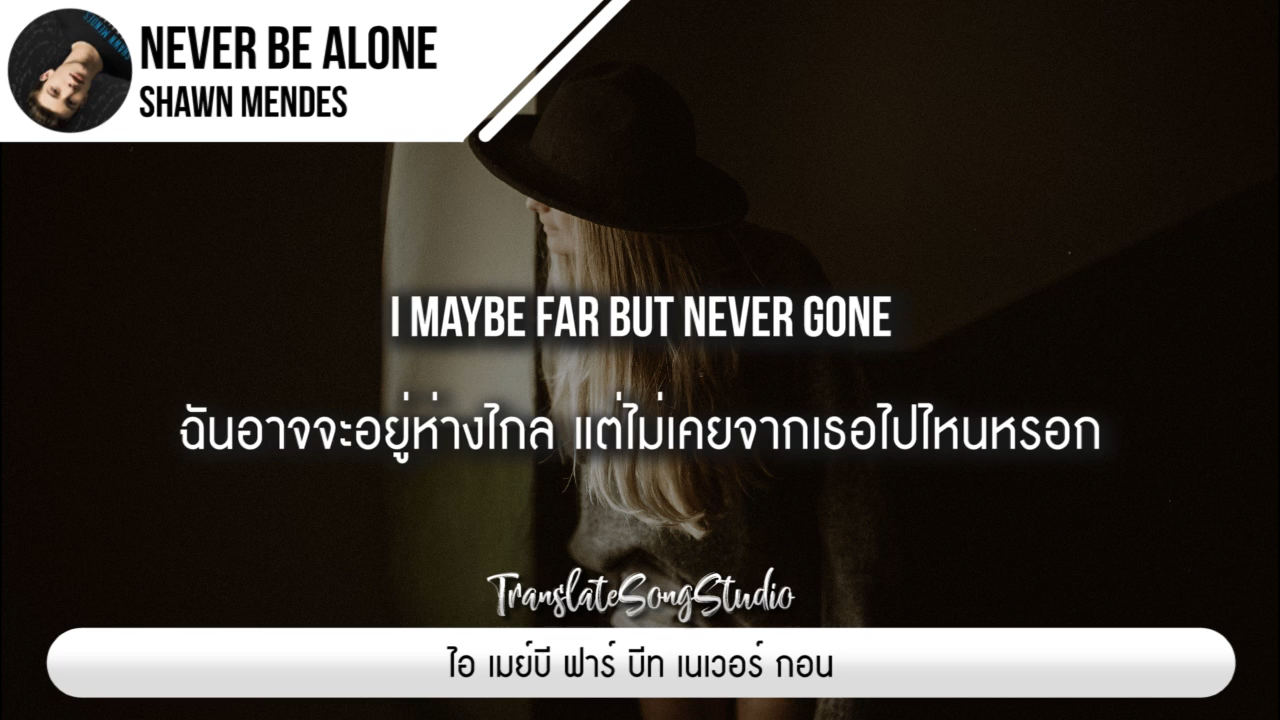 NEVER BE ALONE
SHAWN MENDES
I MAYBE FAR BUT NEVER GONE
ฉันอาจจะอยู่ห่างไกล แต่ไม่เคยจากเธอไปไหนหรอก
TranslateSongStudio
ไอ เมย์บี ฟาร์ บีท เนเวอร์ กอน